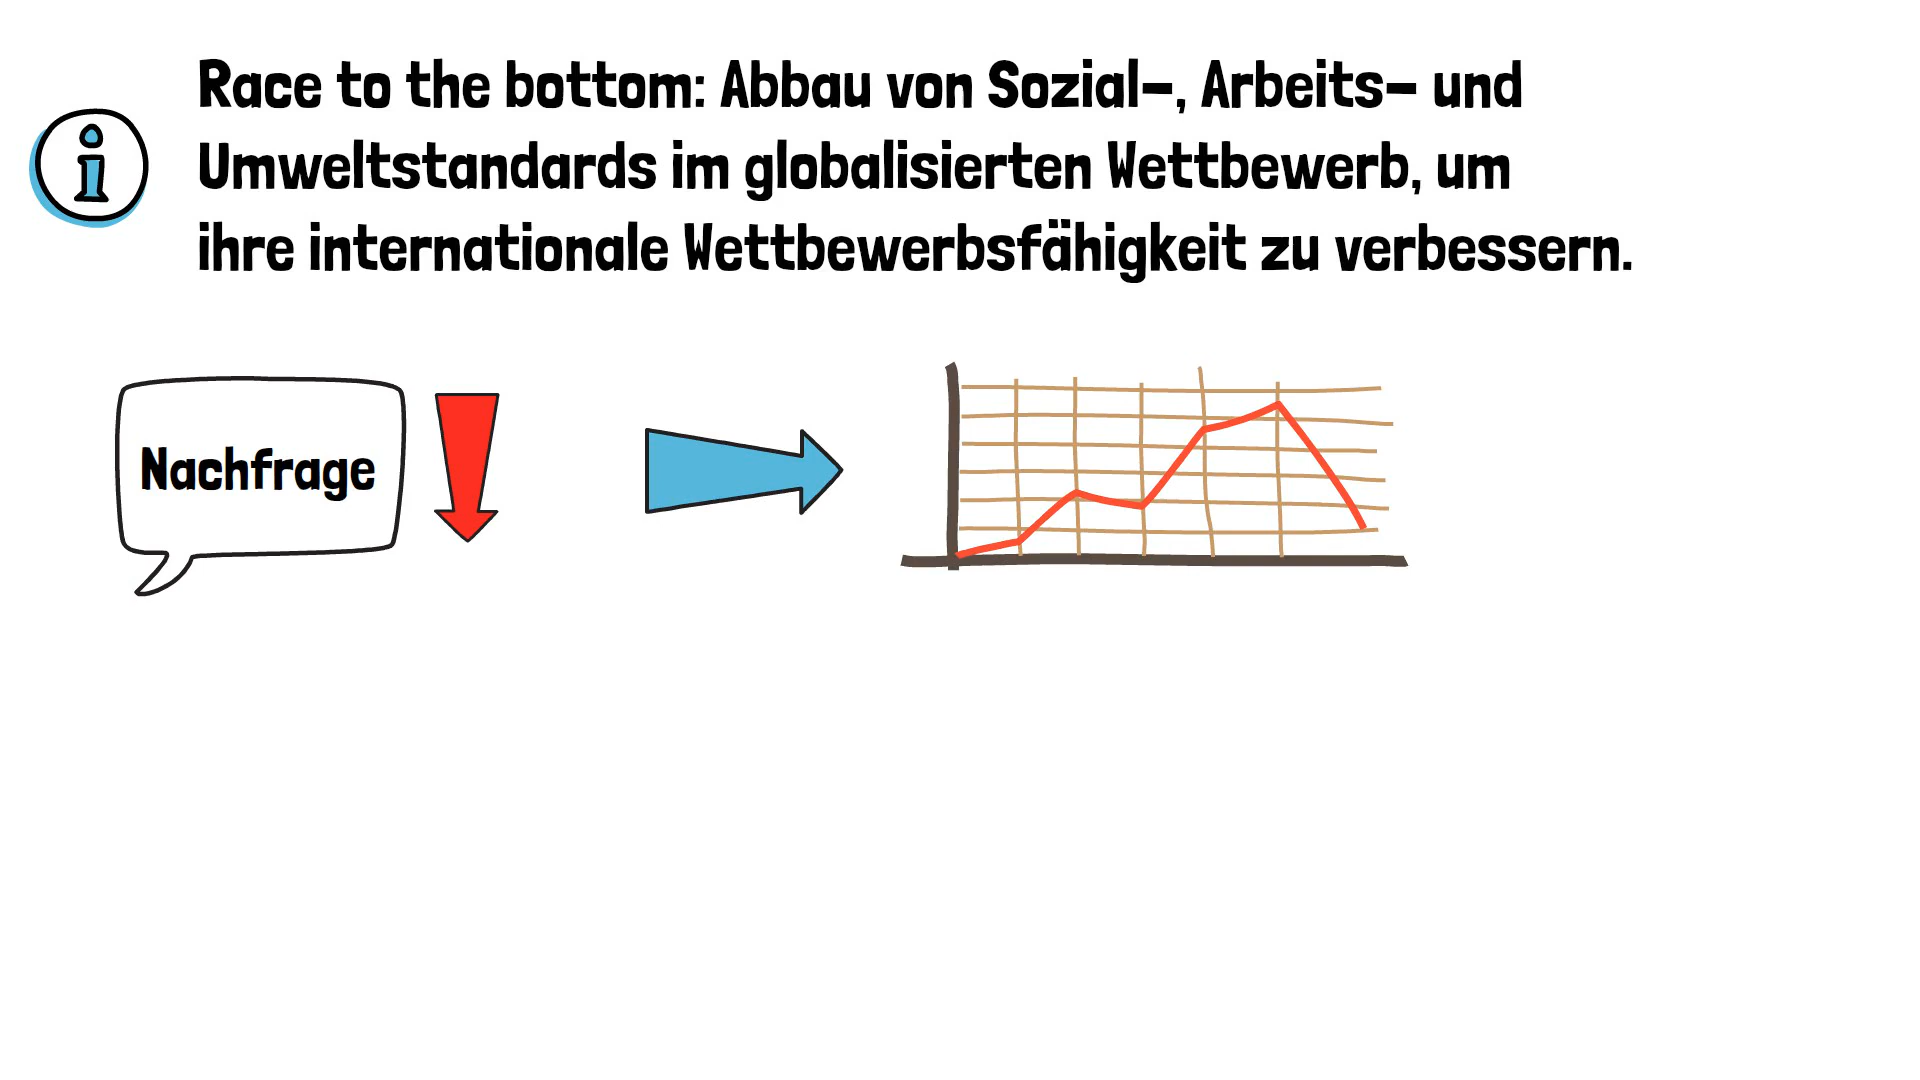 Race to the bottom: Abbau von Sozial-, Arbeits- und
Umweltstandards im globalisierten Wettbewerb, um
ihre internationale Wettbewerbsfähigkeit zu verbessern.
Nachfrage